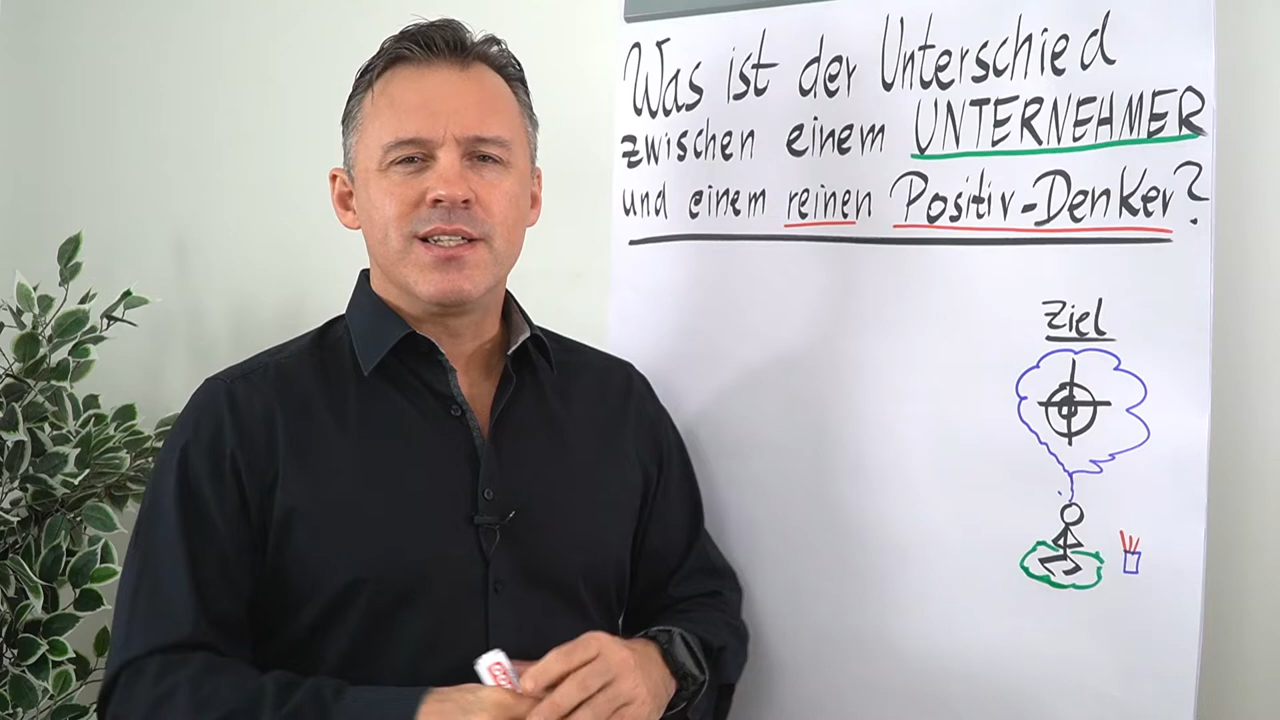 Was ist der Unterschied
zwischen einem UNTERNEHMER
und einem reinen Positiv-Denker?
Ziel